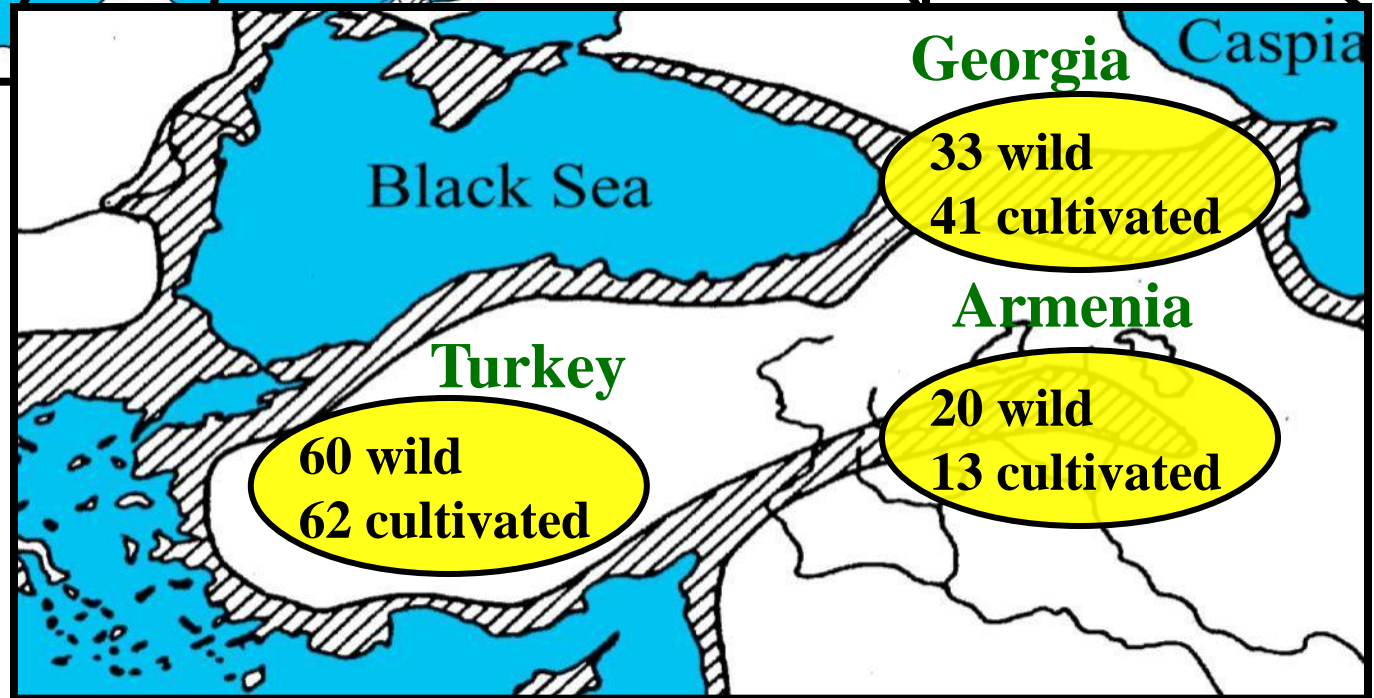 Georgia
Caspia
33 wild
41 cultivated
Black Sea
Armenia
20 wild
13 cultivated
Turkey
60 wild
62 cultivated